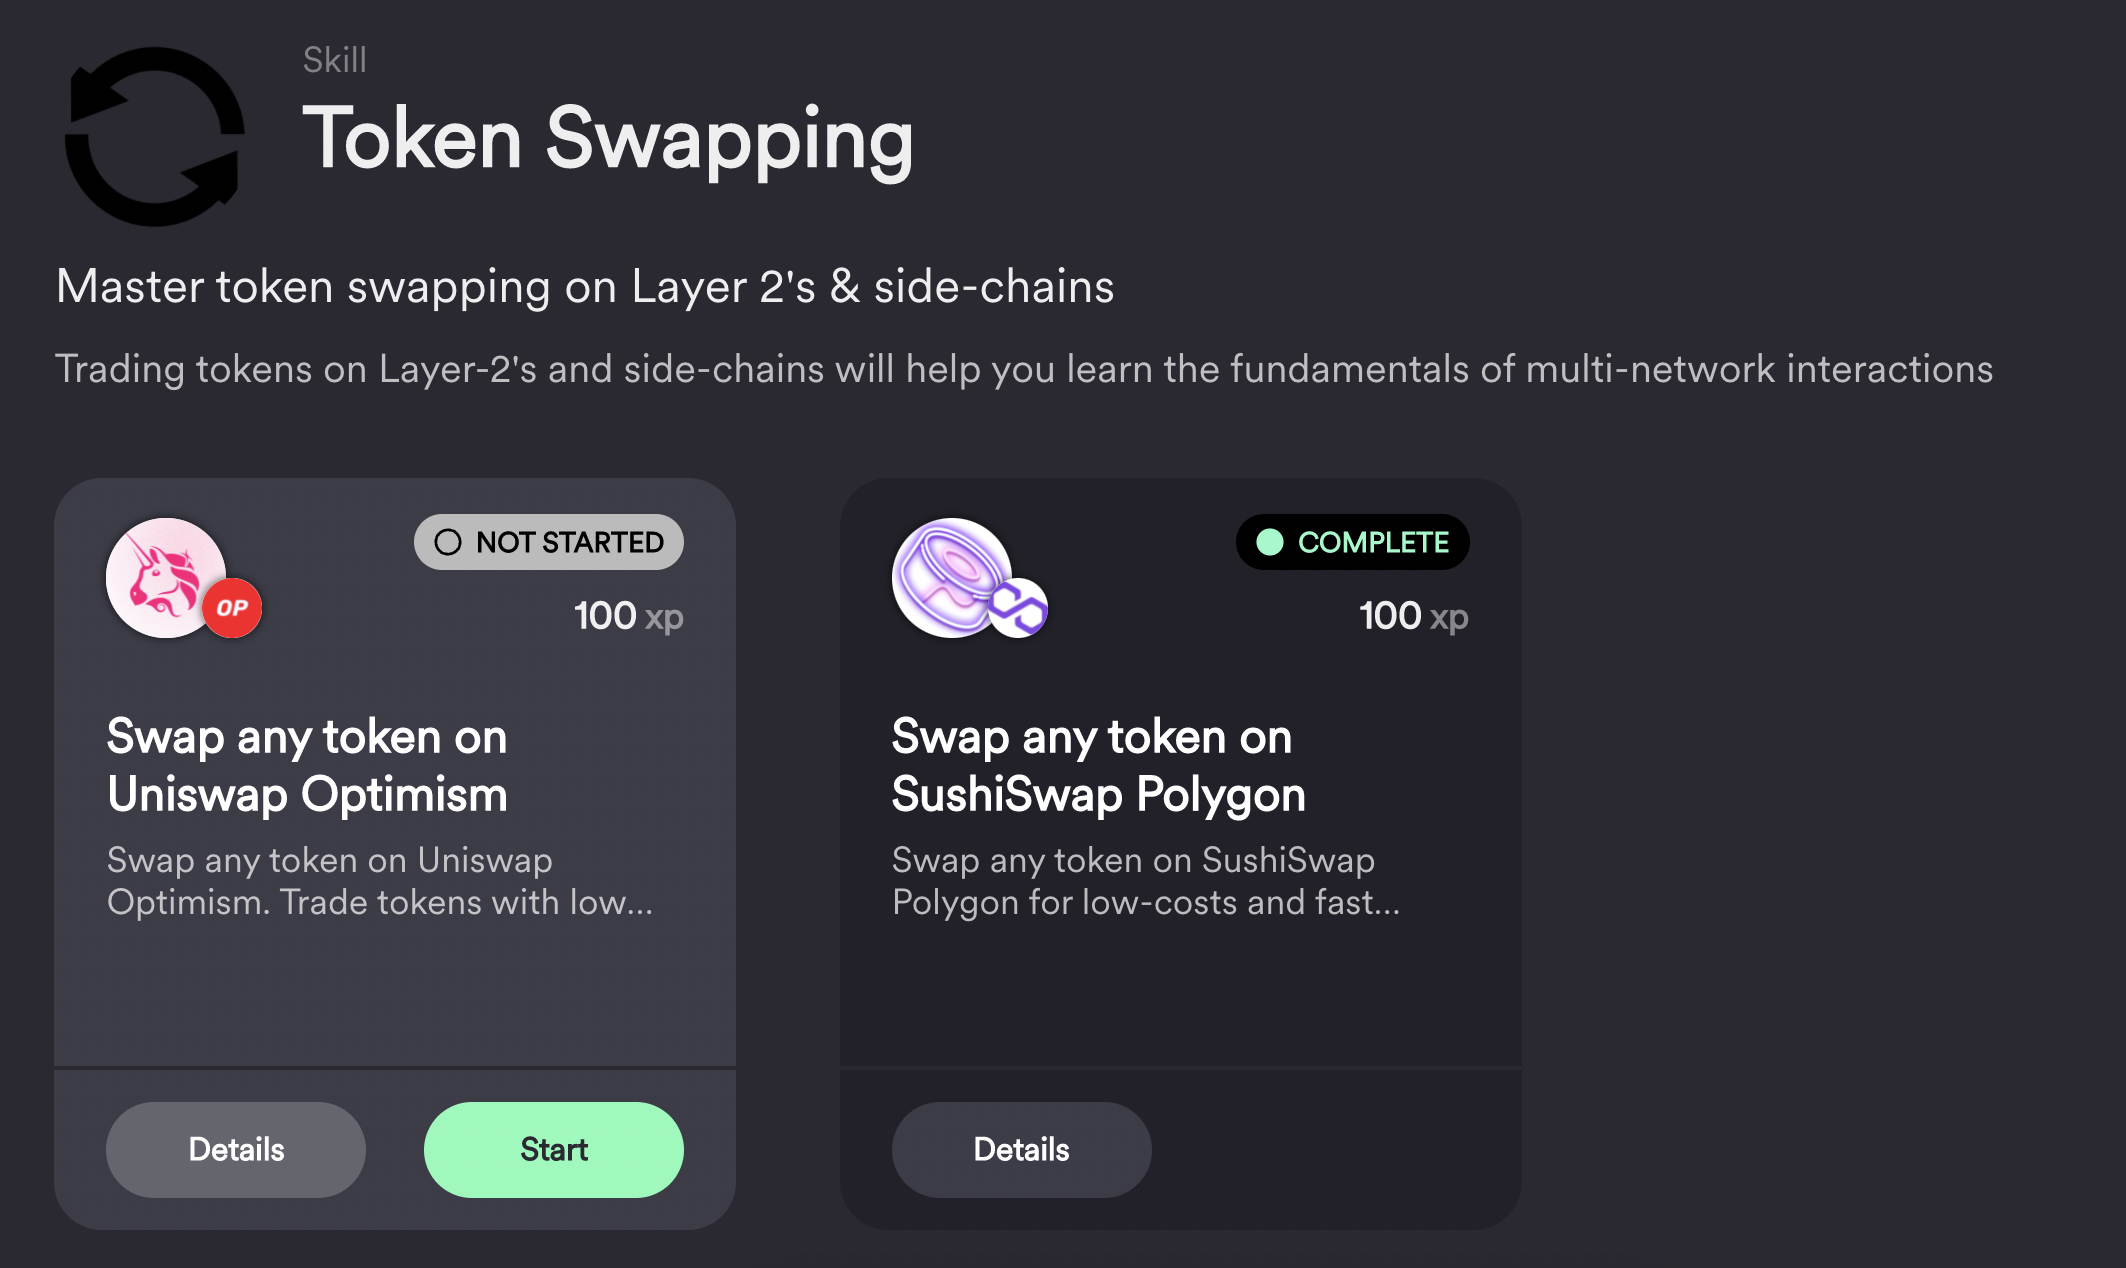 Skill
Token Swapping
Master token swapping on Layer 2's & side-chains
Trading tokens on Layer-2's and side-chains will help you learn the fundamentals of multi-network interactions
NOT STARTED
OP
100 xp
Swap any token on
Uniswap Optimism
Swap any token on Uniswap
Optimism. Trade tokens with low...
Details
Start
COMPLETE
100 xp
Swap any token on
SushiSwap Polygon
Swap any token on SushiSwap
Polygon for low-costs and fast...
Details